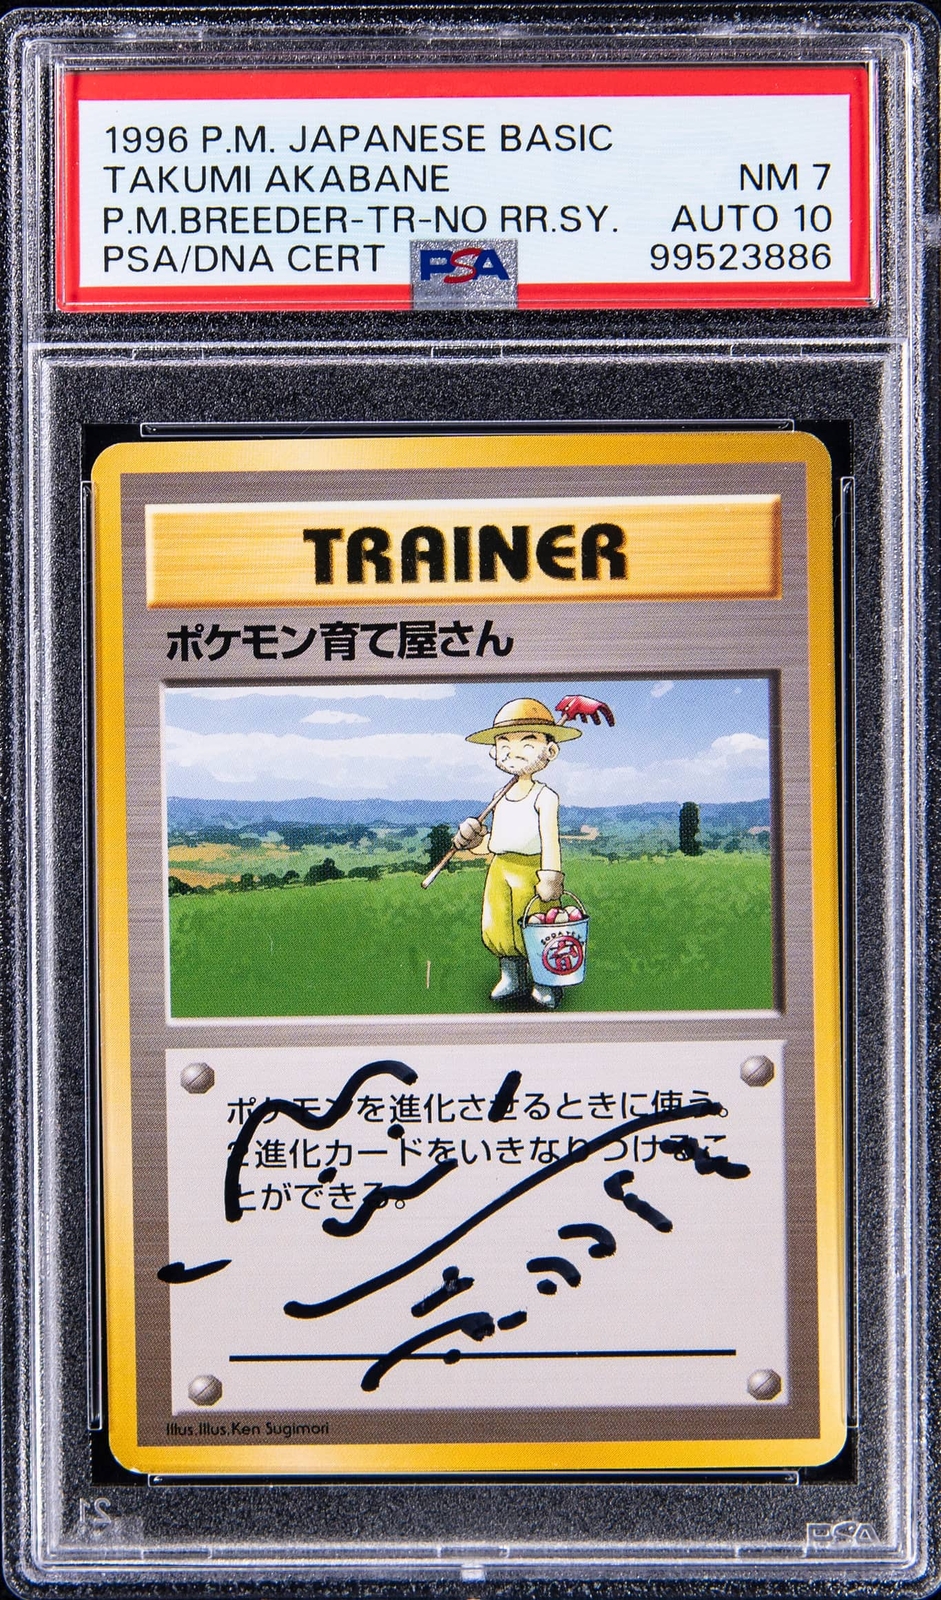 1996 P.M. JAPANESE BASIC
TAKUMI AKABANE NM 7
P.M.BREEDER-TR-NO RR.SY. AUTO 10
PSA/DNA CERT PSA 99523886
TRAINER
ポケモン育て屋さん
育
ポケモンを進化させるときに使う。
2進化カードをいきなりつけるこ
とができる。
Illus.Illus.Ken Sugimori
PSA